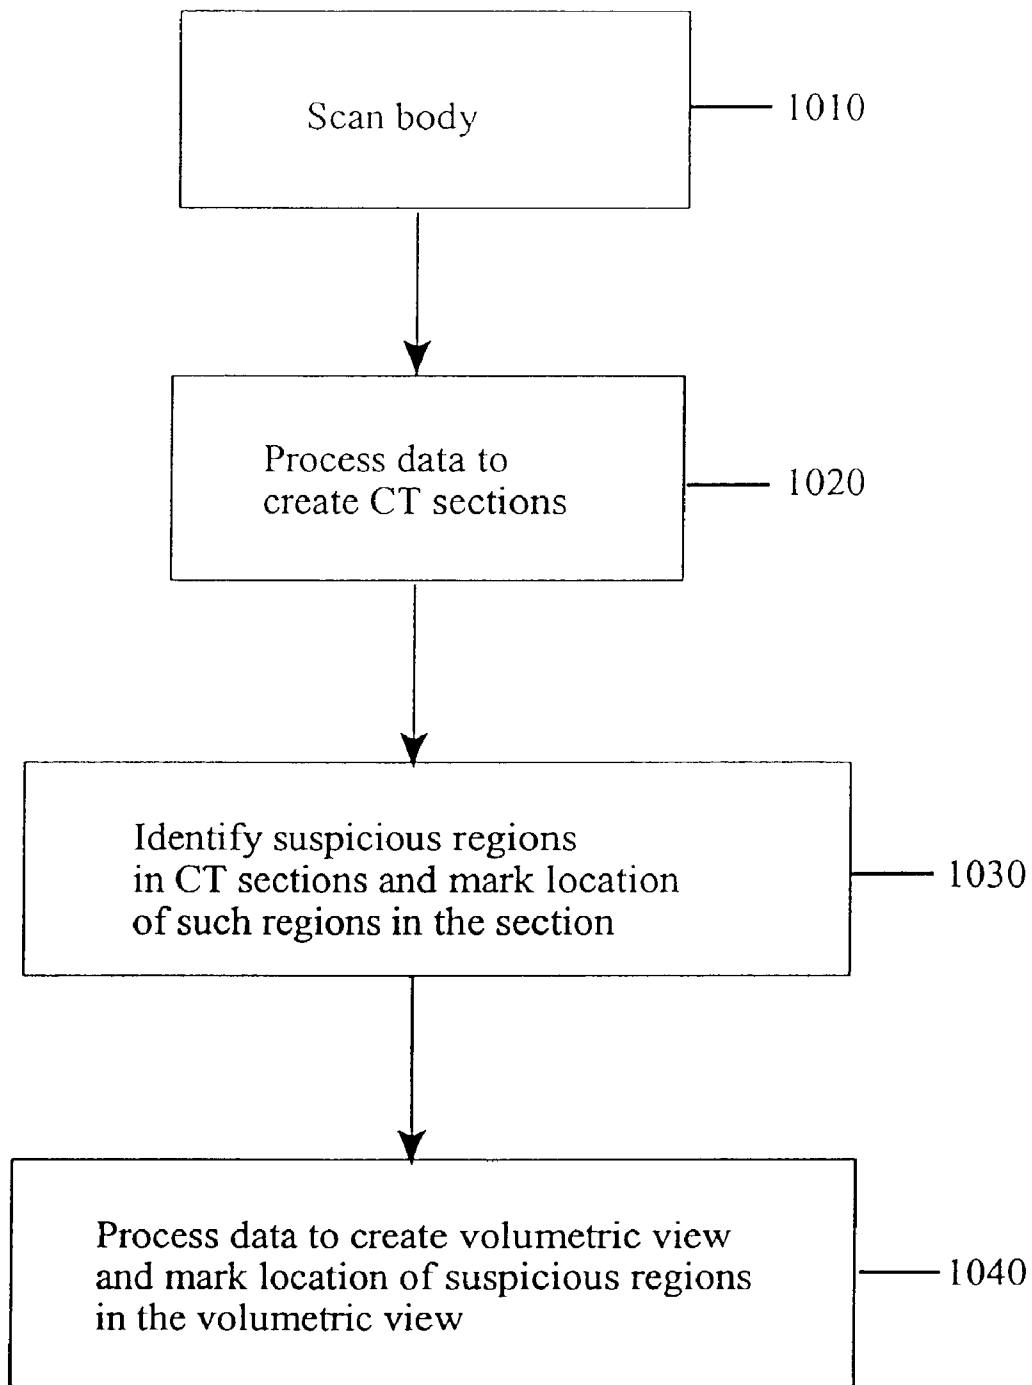 Scan body
1010
Process data to
create CT sections
1020
Identify suspicious regions
in CT sections and mark location
of such regions in the section
1030
Process data to create volumetric view
and mark location of suspicious regions
in the volumetric view
1040